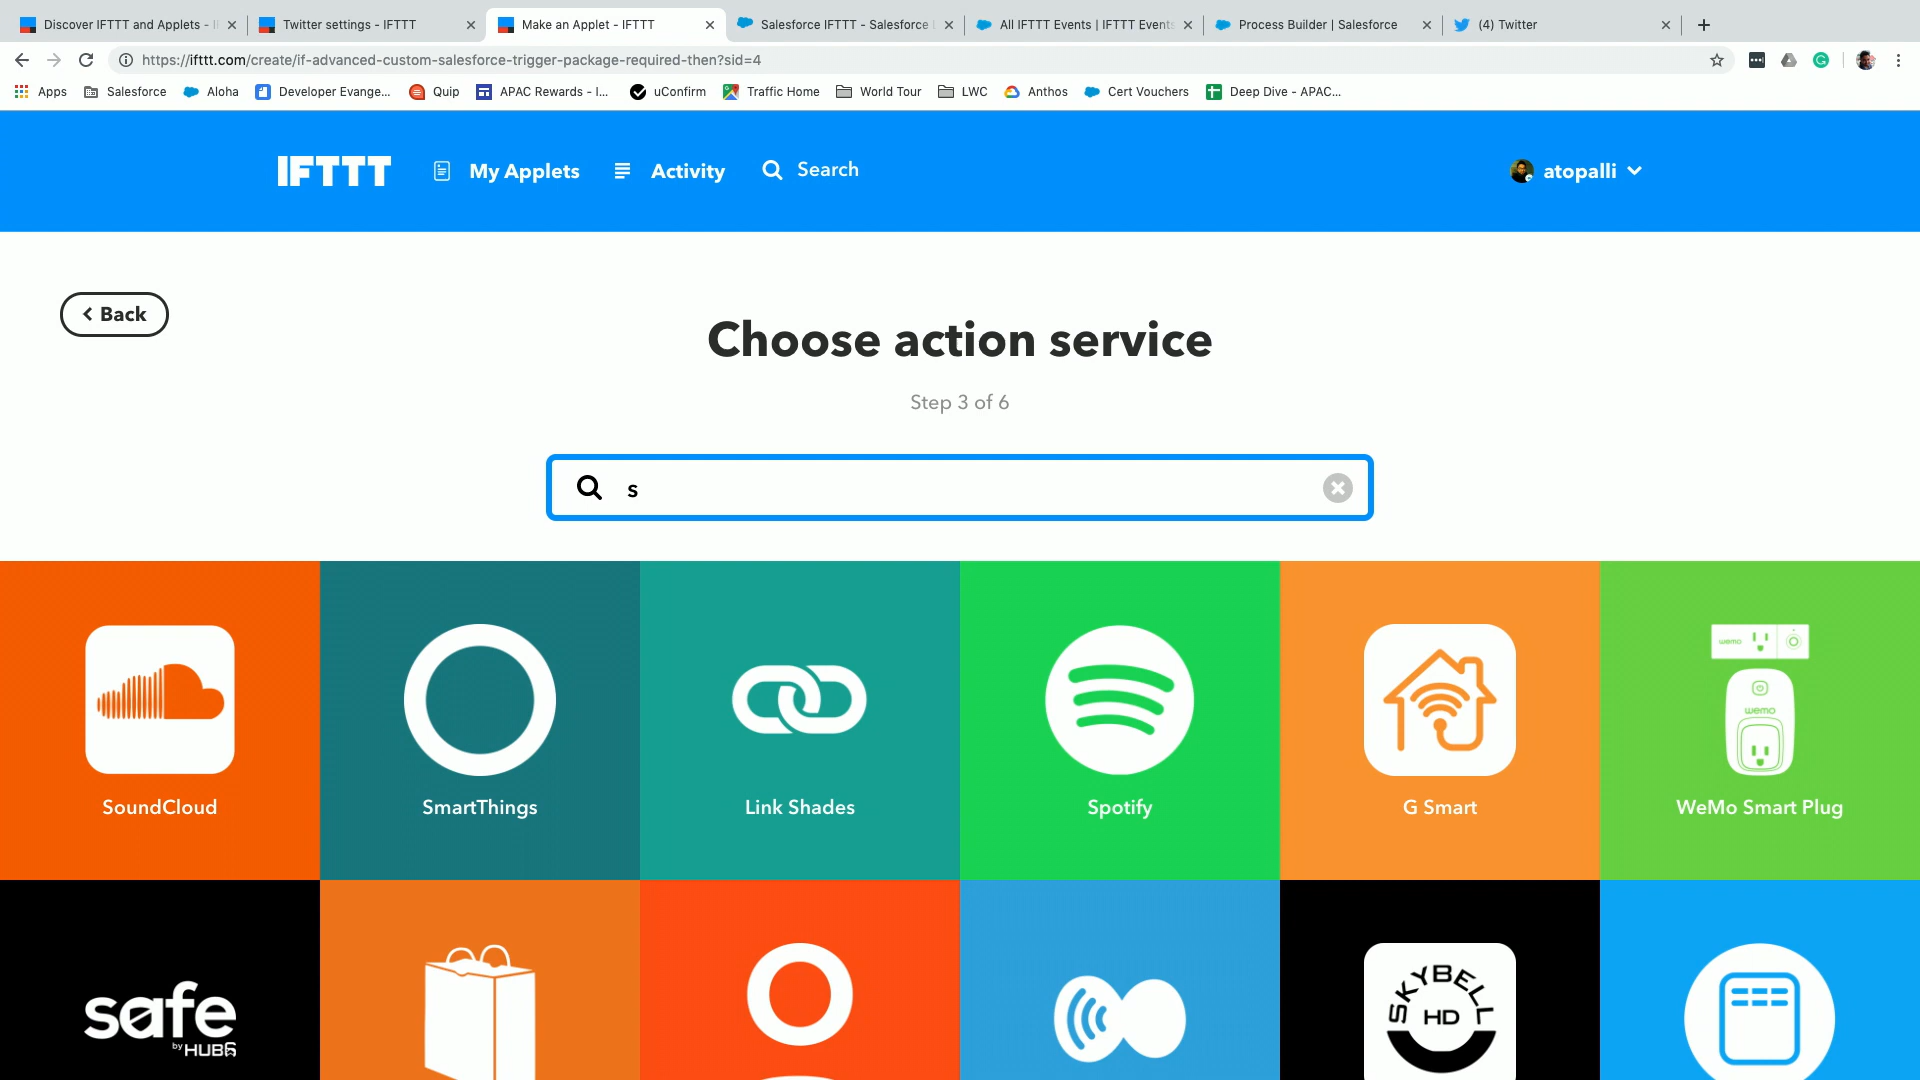 Discover IFTTT and Applets - I
Twitter settings - IFTTT
Make an Applet - IFTTT
Salesforce IFTTT - Salesforce
All IFTTT Events | IFTTT Events
Process Builder | Salesforce
(4) Twitter
https://ifttt.com/create/if-advanced-custom-salesforce-trigger-package-required-then?sid=4
Apps
Salesforce
Aloha
Developer Evange...
Quip
APAC Rewards - I...
uConfirm
Traffic Home
World Tour
LWC
Anthos
Cert Vouchers
Deep Dive - APAC...
IFTTT
My Applets
Activity
Search
atopalli
Back
Choose action service
Step 3 of 6
s
wemo
wemo
SoundCloud
SmartThings
Link Shades
Spotify
G Smart
WeMo Smart Plug
safe
by HUB6
SKYBELL
HD